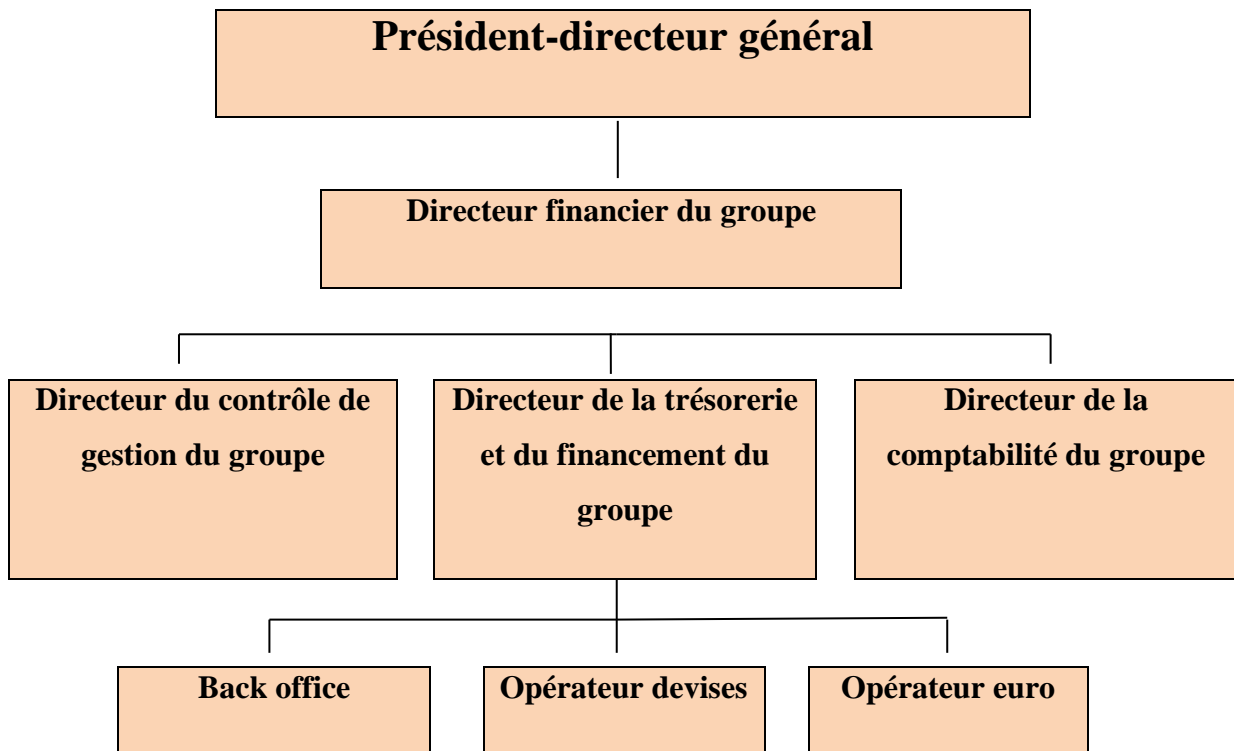 Président-directeur général
Directeur financier du groupe
Directeur du contrôle de
gestion du groupe
Directeur de la trésorerie
et du financement du
groupe
Directeur de la
comptabilité du groupe
Back office
Opérateur devises
Opérateur euro